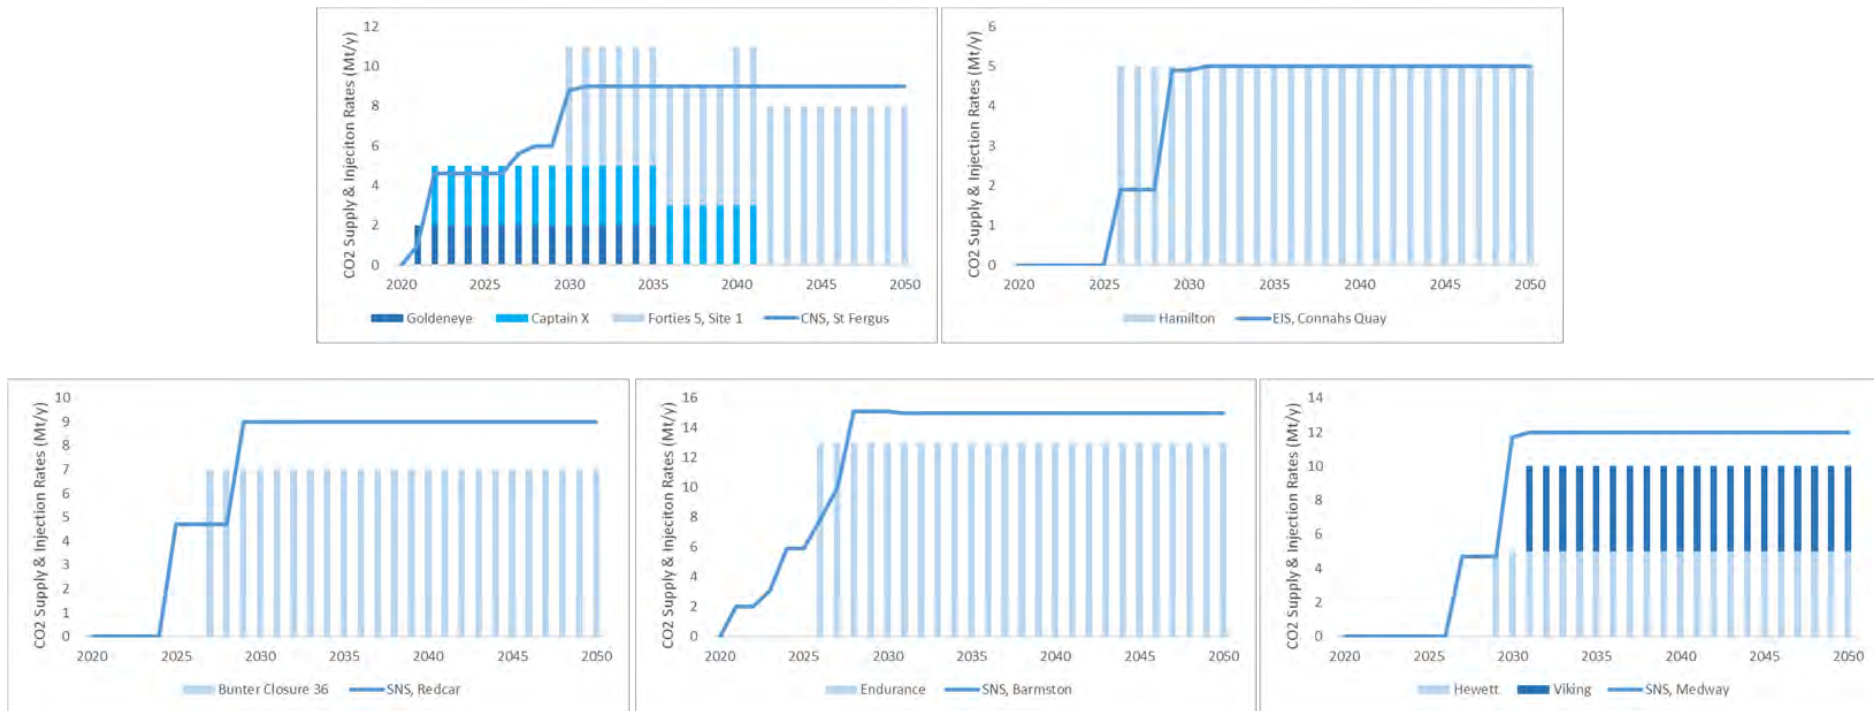 CO2 Supply & Injeciton Rates (Mt/y)
12
10
8
6
4
2
0
2020 2025 2030 2035 2040 2045 2050
Goldeneye Captain X Forties 5, Site 1 CNS, St Fergus
CO2 Supply & Injection Rates (Mt/y)
6
5
4
3
2
1
0
2020 2025 2030 2035 2040 2045 2050
Hamilton EIS, Connahs Quay
CO2 Supply & Injection Rates (Mt/y)
10
9
8
7
6
5
4
3
2
1
0
2020 2025 2030 2035 2040 2045 2050
Bunter Closure 36 SNS, Redcar
CO2 Supply & Injection Rates (Mt/y)
16
14
12
10
8
6
4
2
0
2020 2025 2030 2035 2040 2045 2050
Endurance SNS, Barmston
CO2 Supply & Injection Rates (Mt/y)
14
12
10
8
6
4
2
0
2020 2025 2030 2035 2040 2045 2050
Hewett Viking SNS, Medway